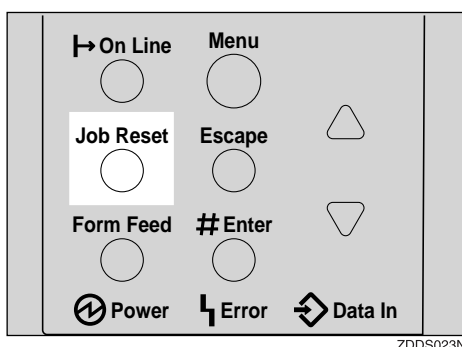 On Line Menu
Job Reset Escape
Form Feed # Enter
Power Error Data In
ZDDS023N